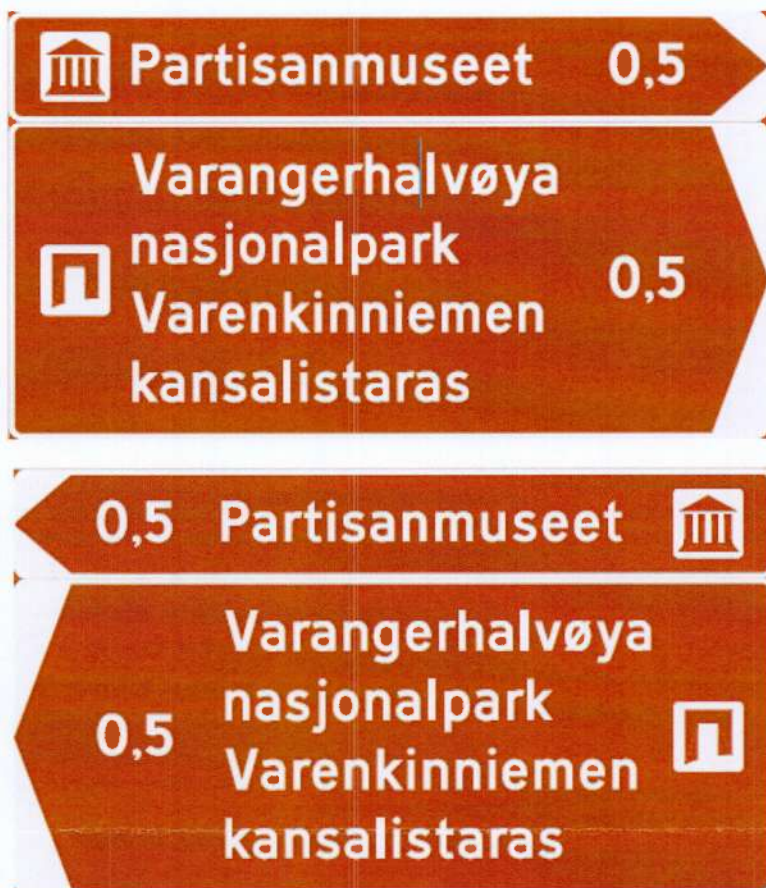 Partisanmuseet 0,5
Varangerhalvøya
nasjonalpark
Varenkinniemen
kansalistaras
0,5
0,5 Partisanmuseet
Varangerhalvøya
nasjonalpark
Varenkinniemen
kansalistaras
0,5